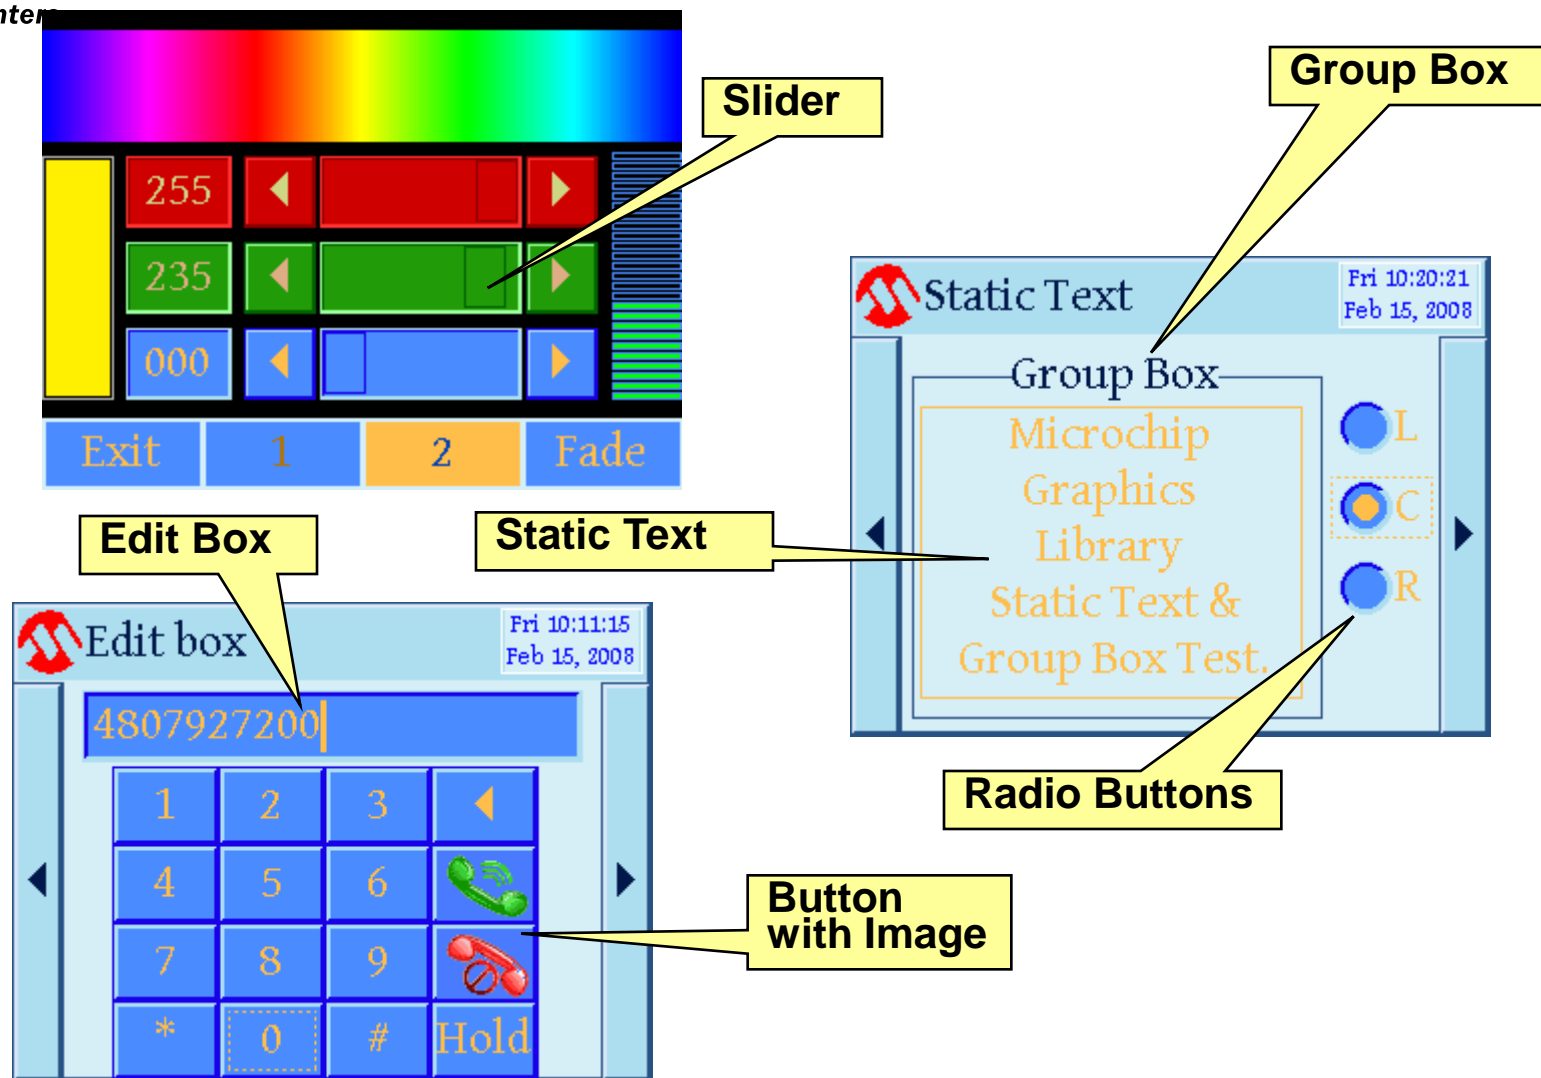 Slider
Group Box
255
235
000
Exit 1 2 Fade
Static Text
Fri 10:20:21
Feb 15, 2008
Group Box
Microchip
Graphics
Library
Static Text &
Group Box Test.
L
C
R
Edit Box
Static Text
Edit box
Fri 10:11:15
Feb 15, 2008
4807927200
1 2 3
4 5 6
7 8 9
* 0 # Hold
Radio Buttons
Button
with Image